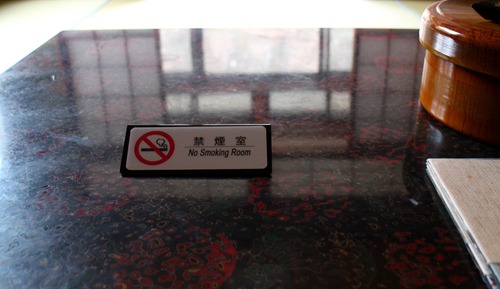 禁煙室
No Smoking Room